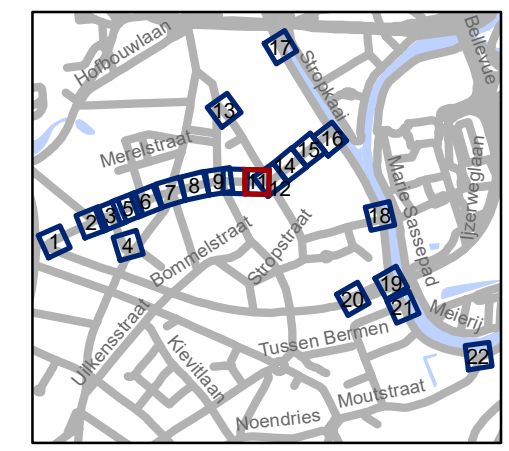 Hofbouwlaan
17
Stropkaai
Bellevue
13
Merelstraat
16
15
14
12
11
9
8
7
6
5
3
2
1
4
Bommelstraat
Stropstraat
18
Marie Sassepad
Ijzerweglaan
19
20
21
Meierij
22
Uilkensstraat
Kievitlaan
Tussen Bermen
Moutstraat
Noendries